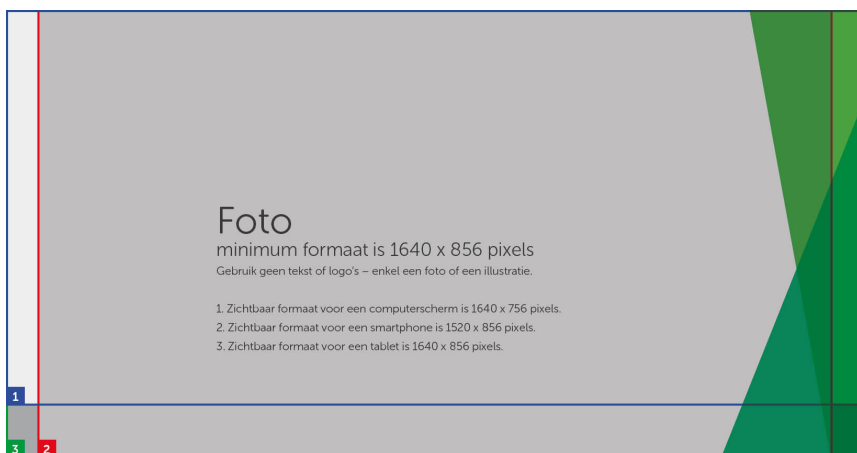 Foto
minimum formaat is 1640 x 856 pixels
Gebruik geen tekst of logo's – enkel een foto of een illustratie.
1. Zichtbaar formaat voor een computerscherm is 1640 x 756 pixels.
2. Zichtbaar formaat voor een smartphone is 1520 x 856 pixels.
3. Zichtbaar formaat voor een tablet is 1640 x 856 pixels.
1
3 2